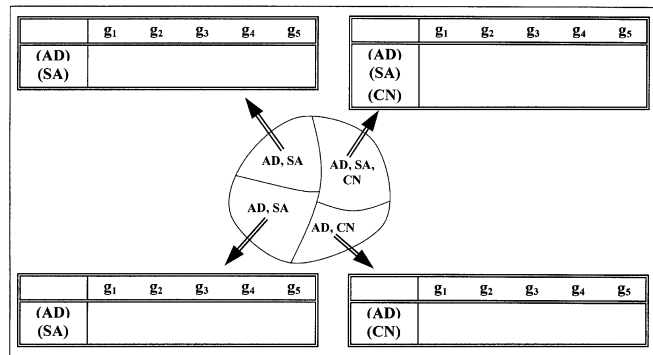 g1 g2 g3 g4 g5
(AD)
(SA)
g1 g2 g3 g4 g5
(AD)
(SA)
(CN)
AD, SA
AD, SA,
CN
AD, SA
AD, CN
g1 g2 g3 g4 g5
(AD)
(SA)
g1 g2 g3 g4 g5
(AD)
(CN)